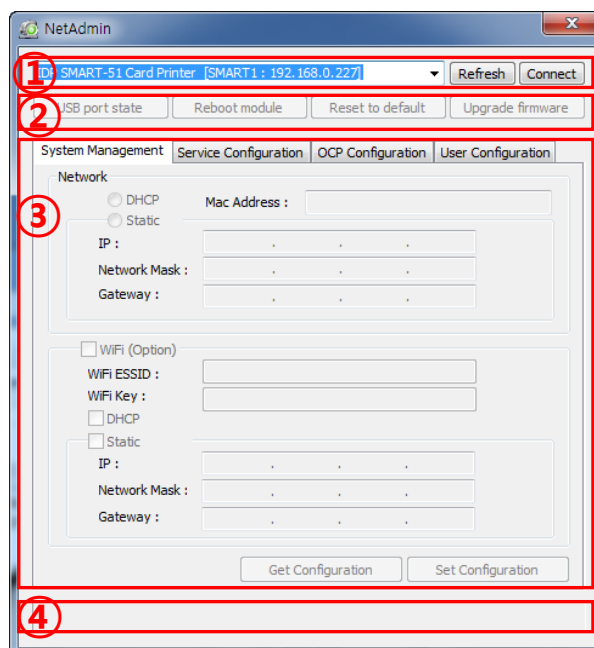 NetAdmin
①
IDP SMART-51 Card Printer [SMART1 : 192.168.0.227]
Refresh
Connect
②
USB port state
Reboot module
Reset to default
Upgrade firmware
System Management
Service Configuration
OCP Configuration
User Configuration
③
Network
DHCP
Mac Address :
Static
IP :
Network Mask :
Gateway :
WiFi (Option)
WiFi ESSID :
WiFi Key :
DHCP
Static
IP :
Network Mask :
Gateway :
Get Configuration
Set Configuration
④